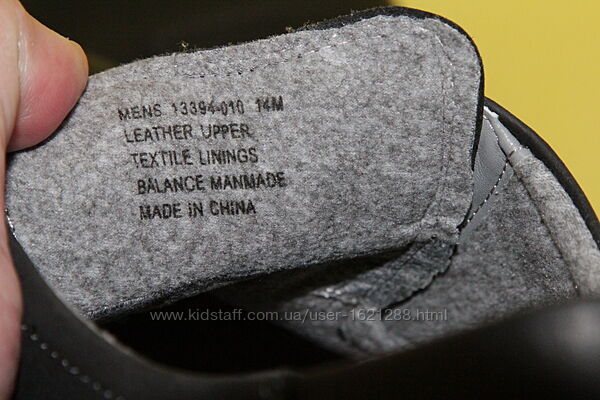 MENS 13394-010 14M
LEATHER UPPER
TEXTILE LININGS
BALANCE MANMADE
MADE IN CHINA
www.kidstaff.com.ua/user-1621288.html